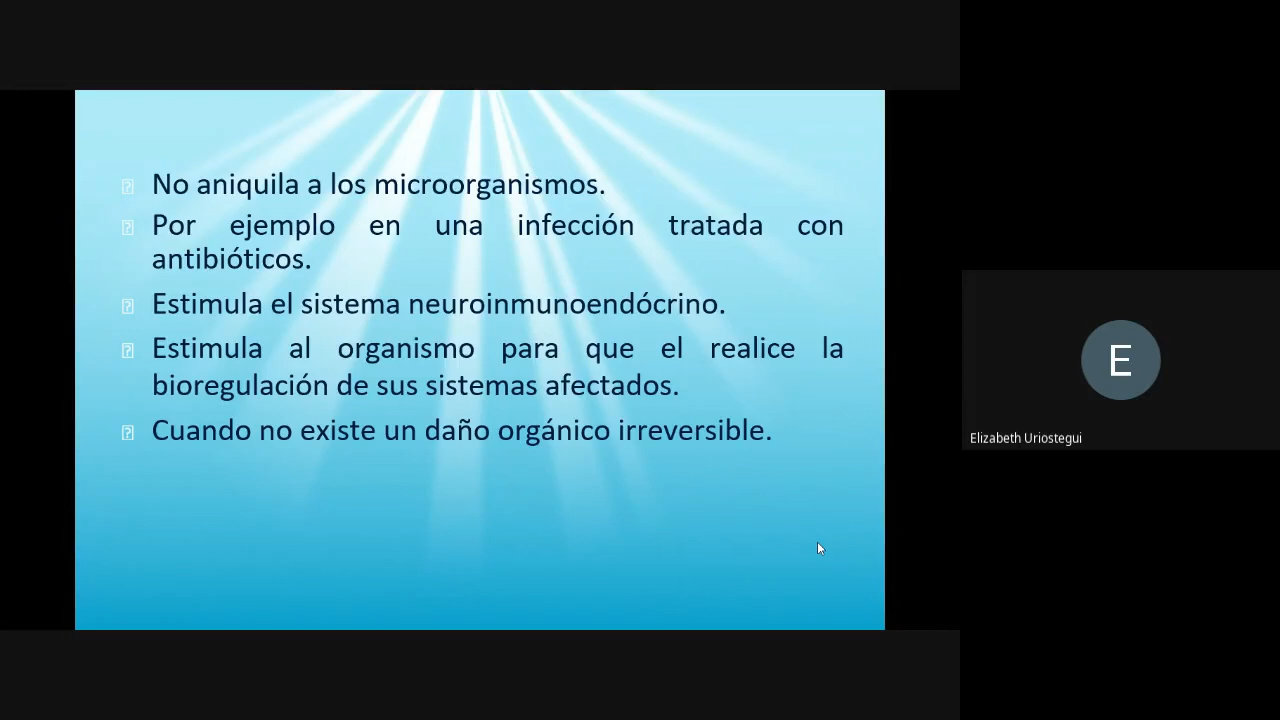 No aniquila a los microorganismos.
Por ejemplo en una infección tratada con
antibióticos.
Estimula el sistema neuroinmunoendócrino.
Estimula al organismo para que el realice la
bioregulación de sus sistemas afectados.
Cuando no existe un daño orgánico irreversible.
E
Elizabeth Uriostegui